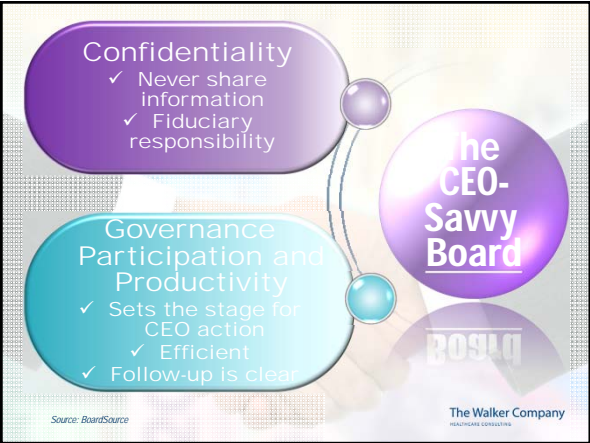 Confidentiality
✓ Never share
information
✓ Fiduciary
responsibility
Governance
Participation and
Productivity
✓ Sets the stage for
CEO action
✓ Efficient
✓ Follow-up is clear
The
CEO-
Savvy
Board
Source: BoardSource
The Walker Company
HEALTHCARE CONSULTING